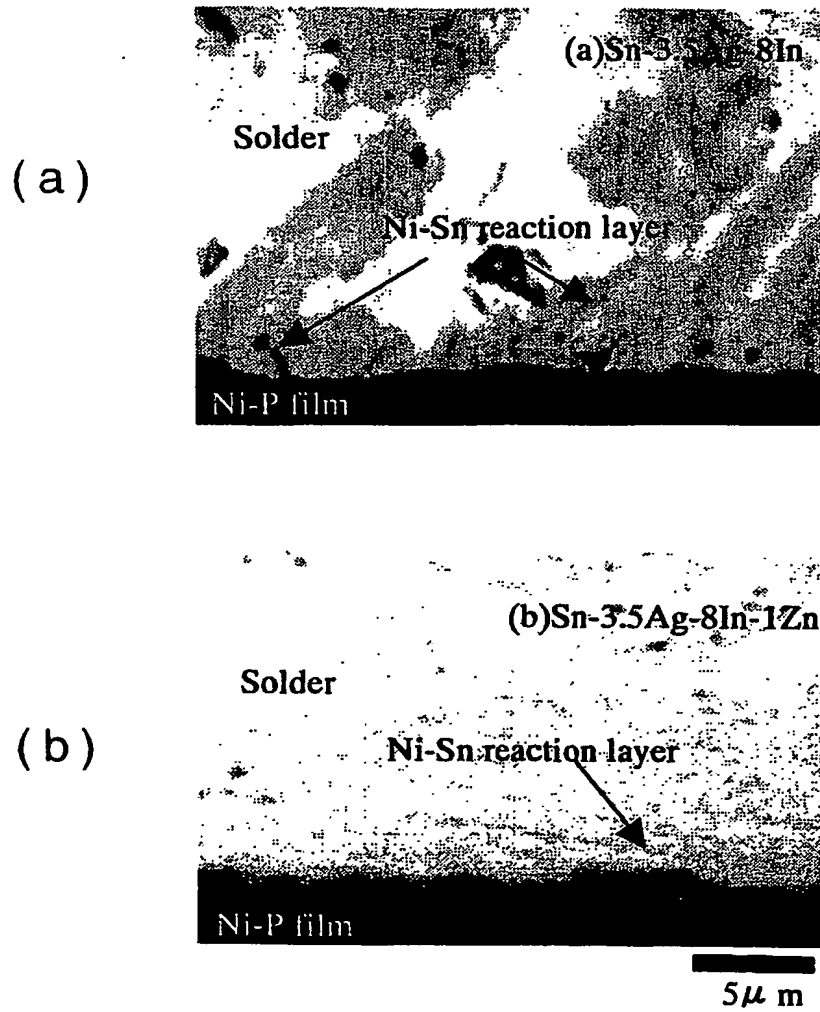 (a)
(a)Sn-3.5Ag-8In
Solder
Ni-Sn reaction layer
Ni-P film
(b)
(b)Sn-3.5Ag-8In-1Zn
Solder
Ni-Sn reaction layer
Ni-P film
5μ m